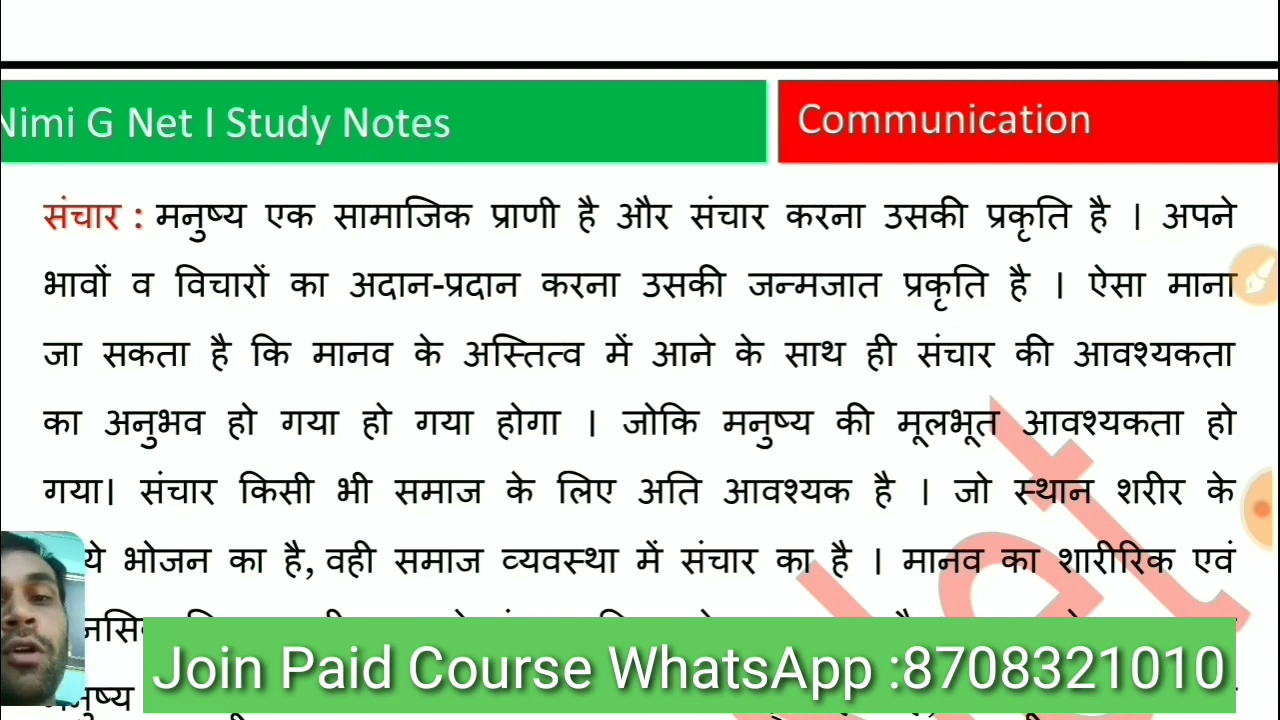 Nimi G Net I Study Notes
Communication
संचार : मनुष्य एक सामाजिक प्राणी है और संचार करना उसकी प्रकृति है । अपने
भावों व विचारों का अदान-प्रदान करना उसकी जन्मजात प्रकृति है । ऐसा माना
जा सकता है कि मानव के अस्तित्व में आने के साथ ही संचार की आवश्यकता
का अनुभव हो गया हो गया होगा । जोकि मनुष्य की मूलभूत आवश्यकता हो
गया। संचार किसी भी समाज के लिए अति आवश्यक है । जो स्थान शरीर के
ये भोजन का है, वही समाज व्यवस्था में संचार का है । मानव का शारीरिक एवं
Join Paid Course WhatsApp :8708321010